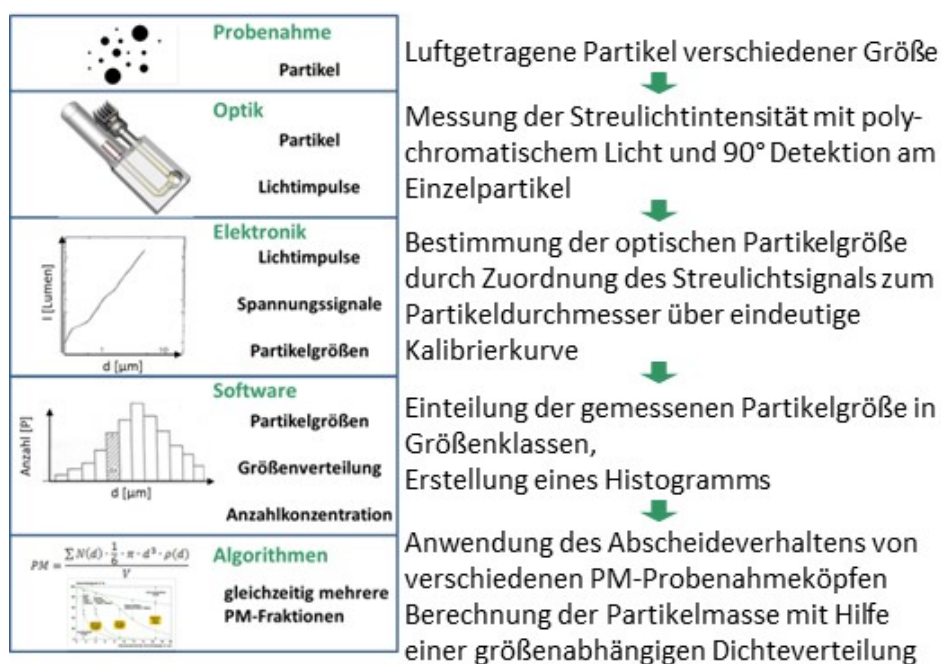 Probenahme
Partikel
Luftgetragene Partikel verschiedener Größe
Optik
Partikel
Lichtimpulse
Messung der Streulichtintensität mit poly-
chromatischem Licht und 90° Detektion am
Einzelpartikel
Elektronik
Lichtimpulse
Spannungssignale
Partikelgrößen
I [Lumen]
1
10
d [µm]
Bestimmung der optischen Partikelgröße
durch Zuordnung des Streulichtsignals zum
Partikeldurchmesser über eindeutige
Kalibrierkurve
Software
Partikelgrößen
Größenverteilung
Anzahlkonzentration
Anzahl [P]
d [µm]
Einteilung der gemessenen Partikelgröße in
Größenklassen,
Erstellung eines Histogramms
Algorithmen
gleichzeitig mehrere
PM-Fraktionen
PM = ∑ N(d) · 1/6 · π · d³ · ρ(d) / V
Anwendung des Abscheideverhaltens von
verschiedenen PM-Probenahmeköpfen
Berechnung der Partikelmasse mit Hilfe
einer größenabhängigen Dichteverteilung